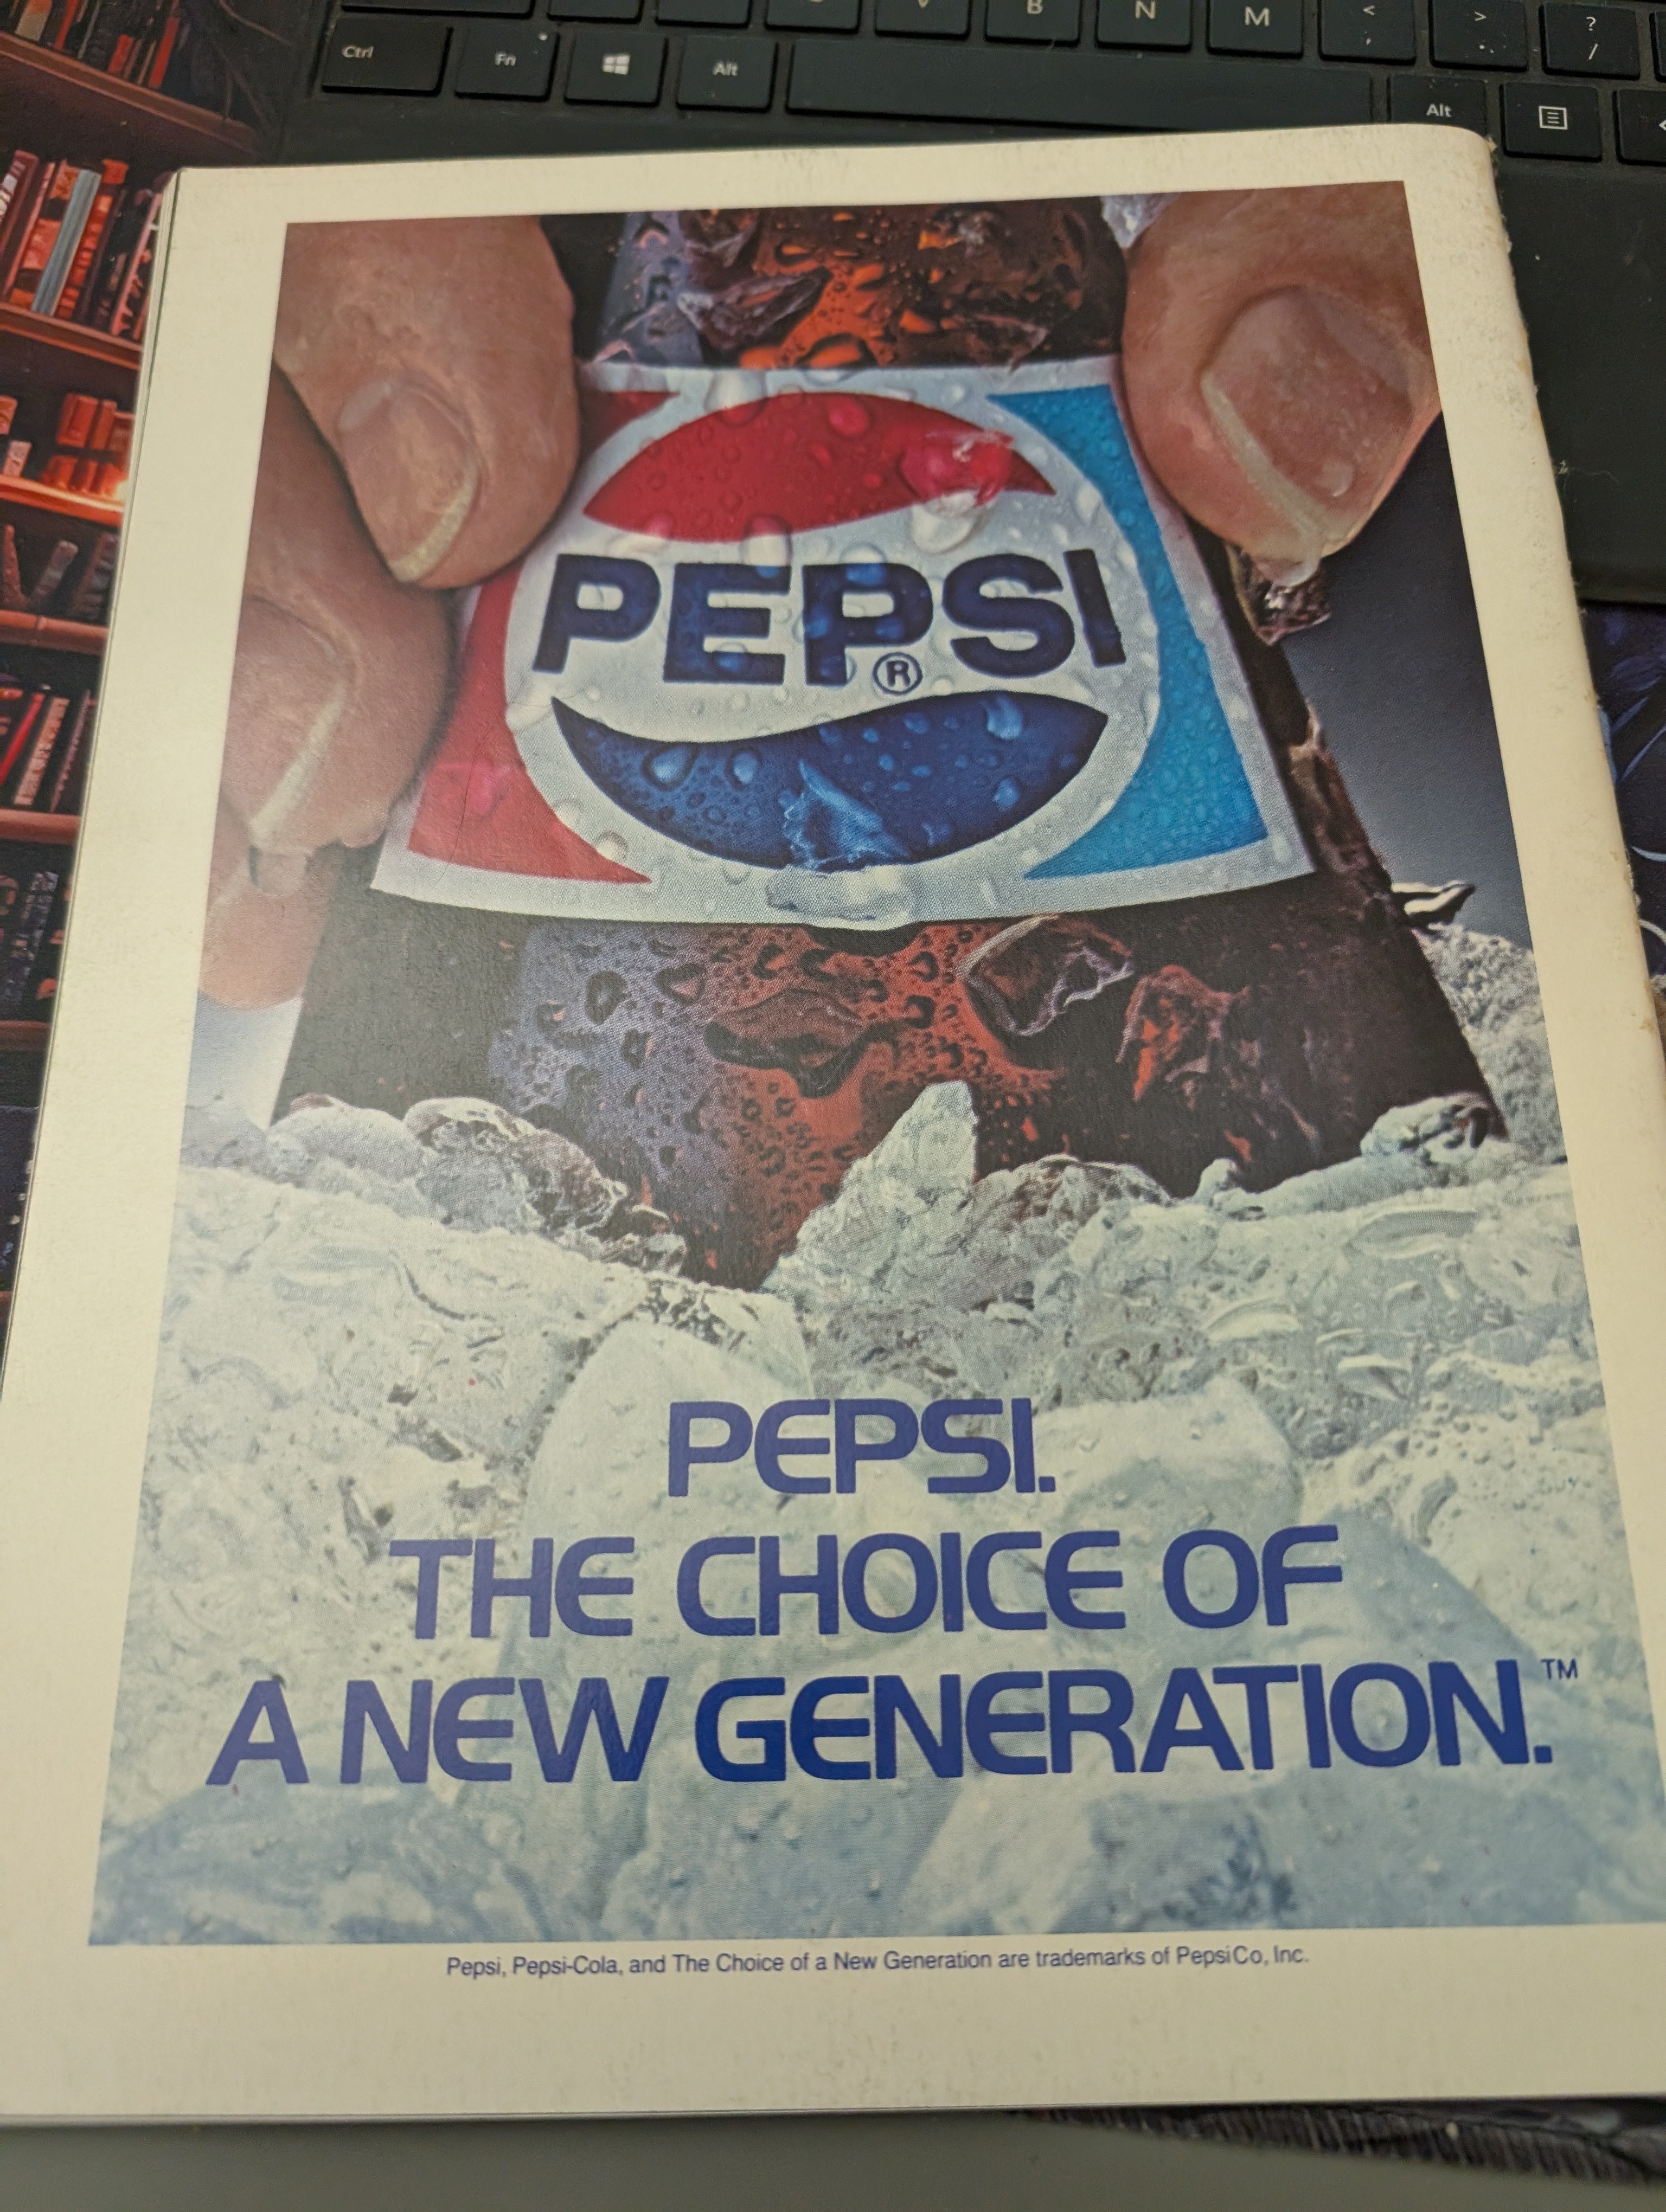 C V B N M < , > . ? /
Ctrl Fn Alt Alt
PEPSI
®
PEPSI.
THE CHOICE OF
A NEW GENERATION.™
Pepsi, Pepsi-Cola, and The Choice of a New Generation are trademarks of PepsiCo, Inc.